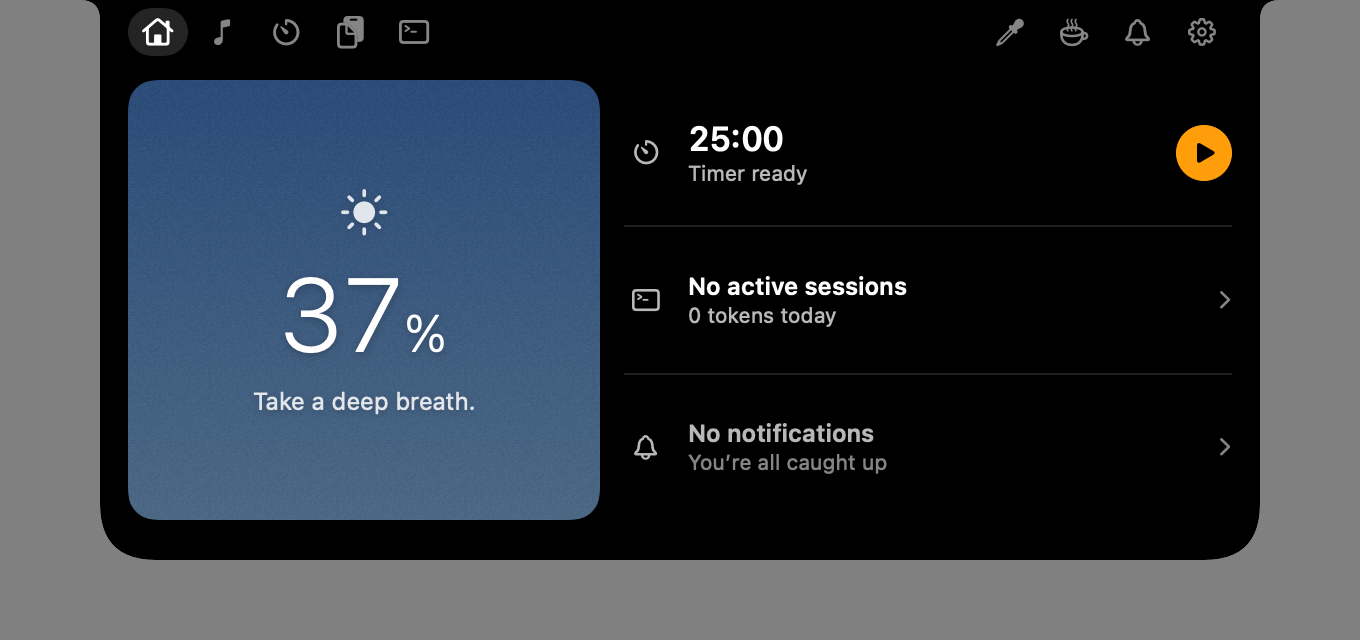 37%
Take a deep breath.
25:00
Timer ready
No active sessions
0 tokens today
No notifications
You’re all caught up